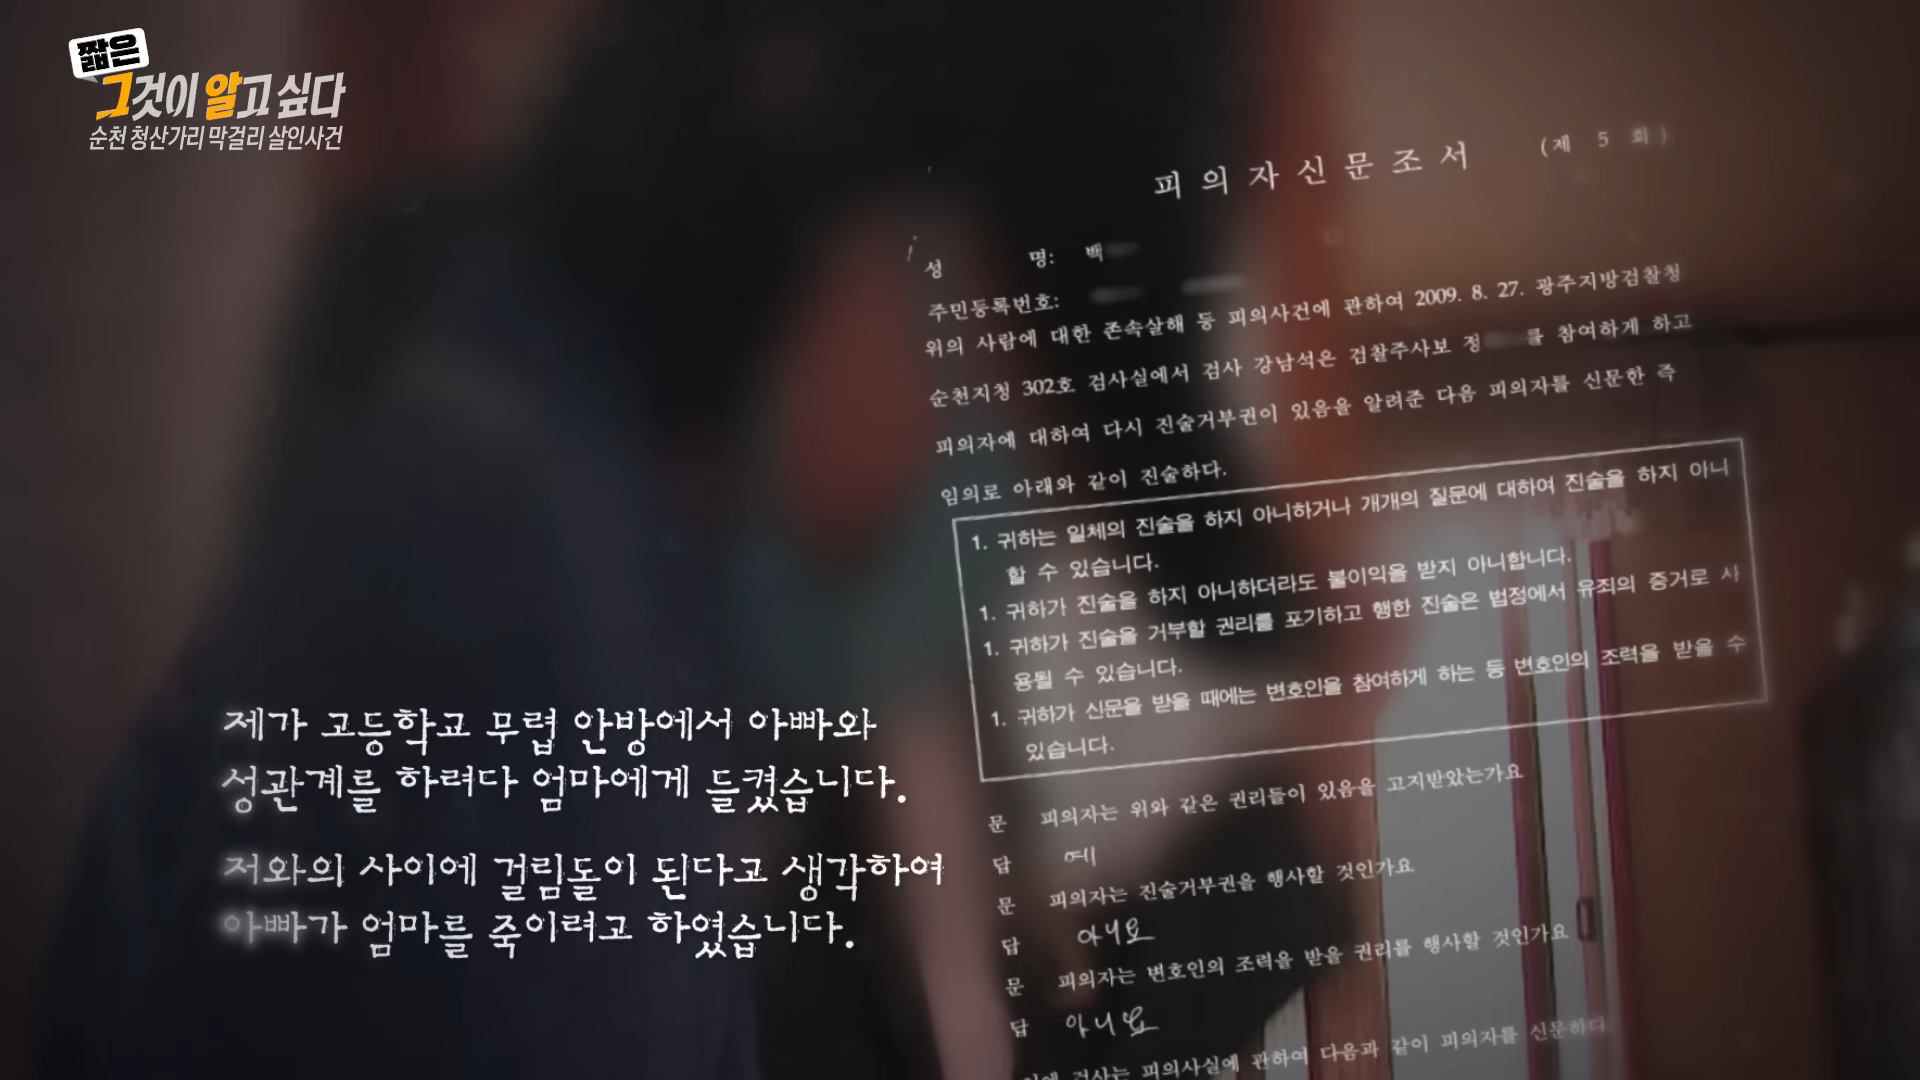 짧은
그것이 알고 싶다
순천 청산가리 막걸리 살인사건
피의자신문조서 (제 5 회)
성 명: 백
주민등록번호:
위의 사람에 대한 존속살해 등 피의사건에 관하여 2009. 8. 27. 광주지방검찰청
순천지청 302호 검사실에서 검사 강남석은 검찰주사보 정 를 참여하게 하고
피의자에 대하여 다시 진술거부권이 있음을 알려준 다음 피의자를 신문한 즉
임의로 아래와 같이 진술하다.
1. 귀하는 일체의 진술을 하지 아니하거나 개개의 질문에 대하여 진술을 하지 아니
할 수 있습니다.
1. 귀하가 진술을 하지 아니하더라도 불이익을 받지 아니합니다.
1. 귀하가 진술을 거부할 권리를 포기하고 행한 진술은 법정에서 유죄의 증거로 사
용될 수 있습니다.
1. 귀하가 신문을 받을 때에는 변호인을 참여하게 하는 등 변호인의 조력을 받을 수
있습니다.
문 피의자는 위와 같은 권리들이 있음을 고지받았는가요
답 예
문 피의자는 진술거부권을 행사할 것인가요
답 아니요
문 피의자는 변호인의 조력을 받을 권리를 행사할 것인가요
답 아니요
이에 검사는 피의사실에 관하여 다음과 같이 피의자를 신문하다.
제가 고등학교 무렵 안방에서 아빠와
성관계를 하려다 엄마에게 들켰습니다.
저와의 사이에 걸림돌이 된다고 생각하여
아빠가 엄마를 죽이려고 하였습니다.